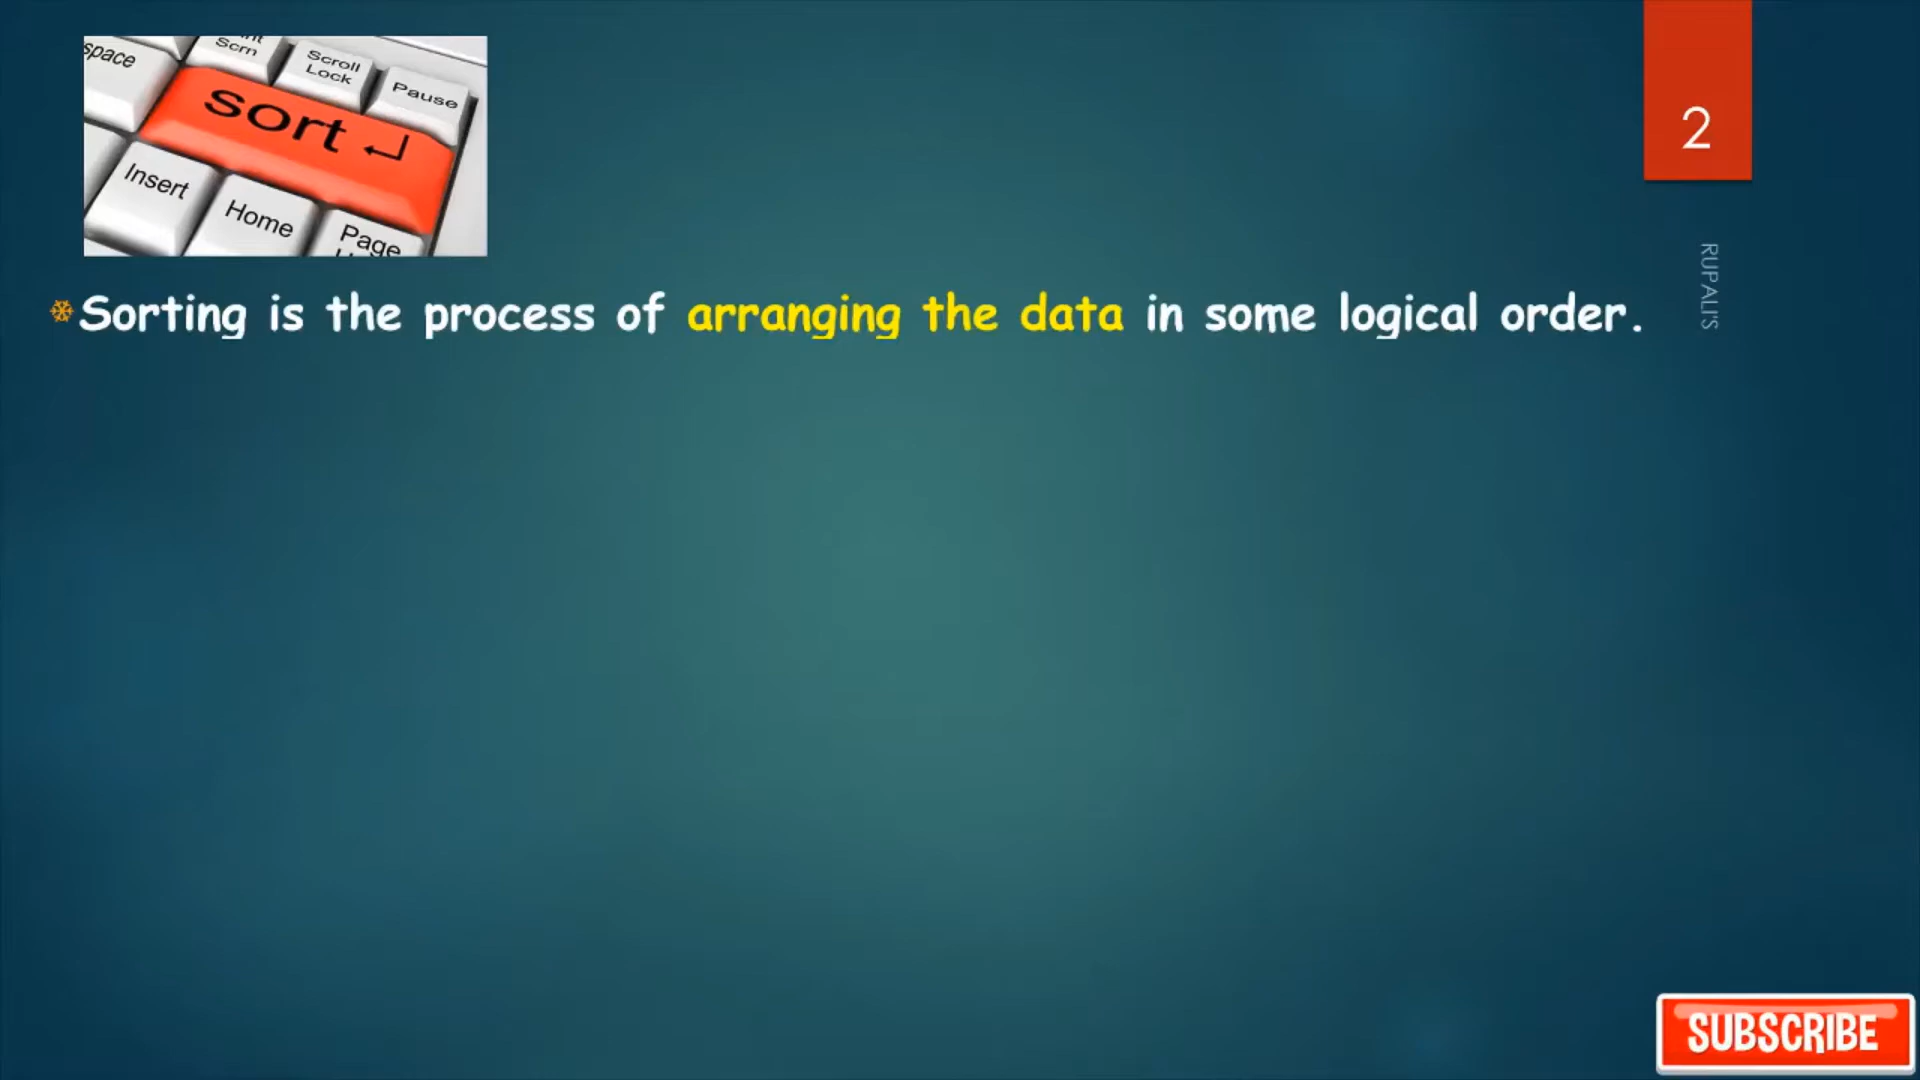 space
Scrn
Scroll
Lock
Pause
sort
Insert
Home
Page
2
RUPALI'S
Sorting is the process of arranging the data in some logical order.
SUBSCRIBE